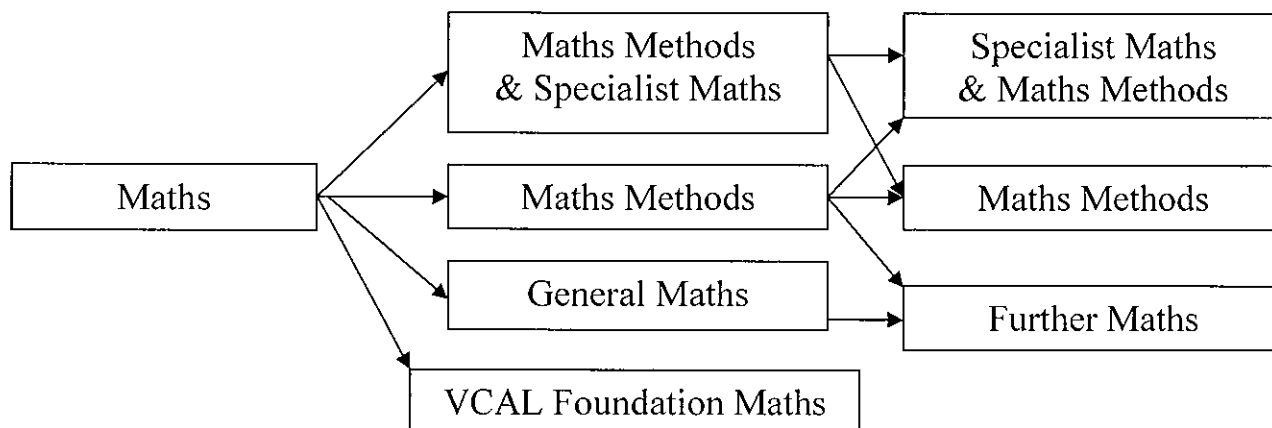 Maths
Maths Methods
& Specialist Maths
Maths Methods
General Maths
VCAL Foundation Maths
Specialist Maths
& Maths Methods
Maths Methods
Further Maths